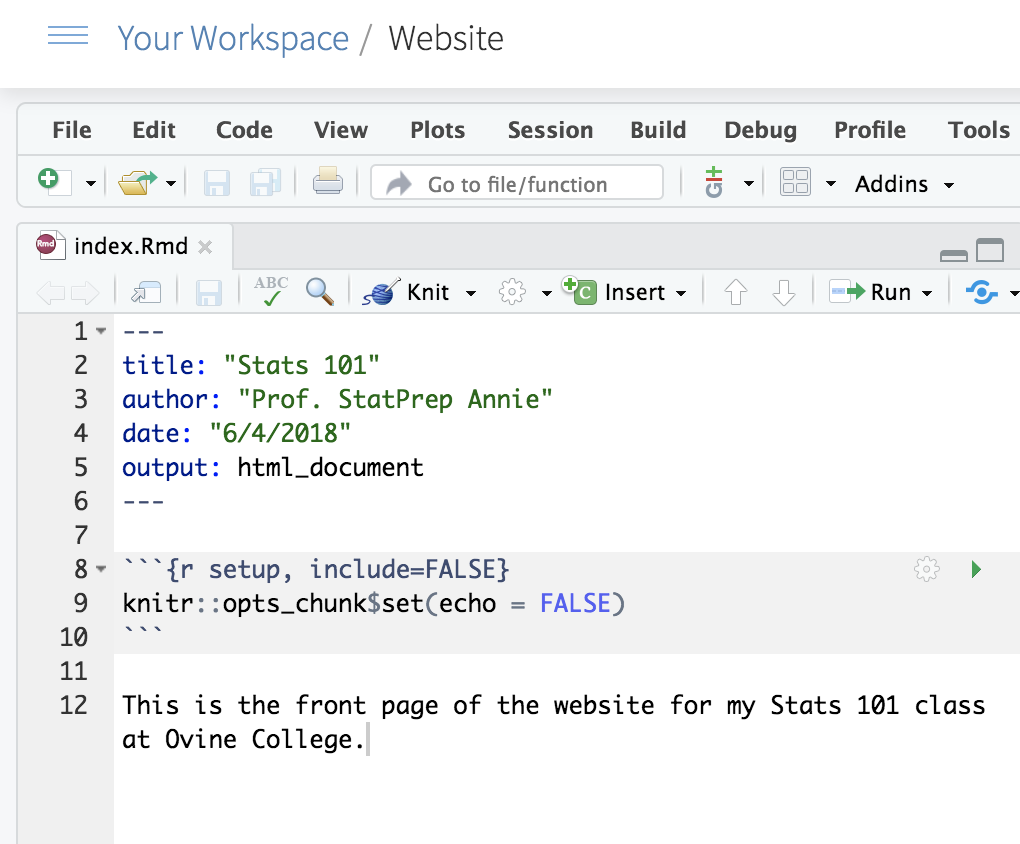 Your Workspace / Website
File Edit Code View Plots Session Build Debug Profile Tools
Go to file/function Addins
Rmd index.Rmd
ABC Knit C Insert Run
1 ---
2 title: "Stats 101"
3 author: "Prof. StatPrep Annie"
4 date: "6/4/2018"
5 output: html_document
6 ---
7
8 ```{r setup, include=FALSE}
9 knitr::opts_chunk$set(echo = FALSE)
10 ```
11
12 This is the front page of the website for my Stats 101 class
at Ovine College.